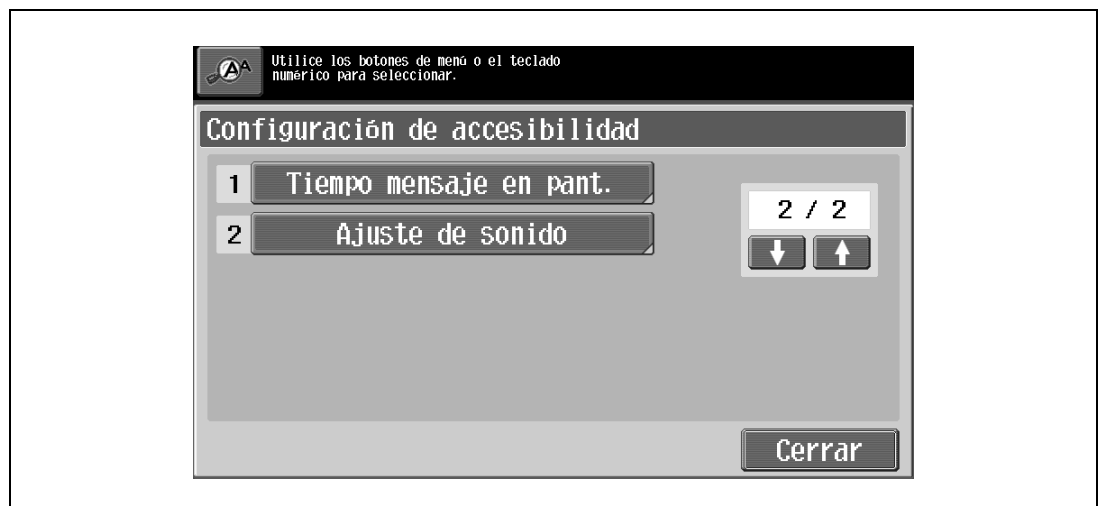 AA
Utilice los botones de menú o el teclado
numérico para seleccionar.
Configuración de accesibilidad
1 Tiempo mensaje en pant.
2 / 2
2 Ajuste de sonido
Cerrar